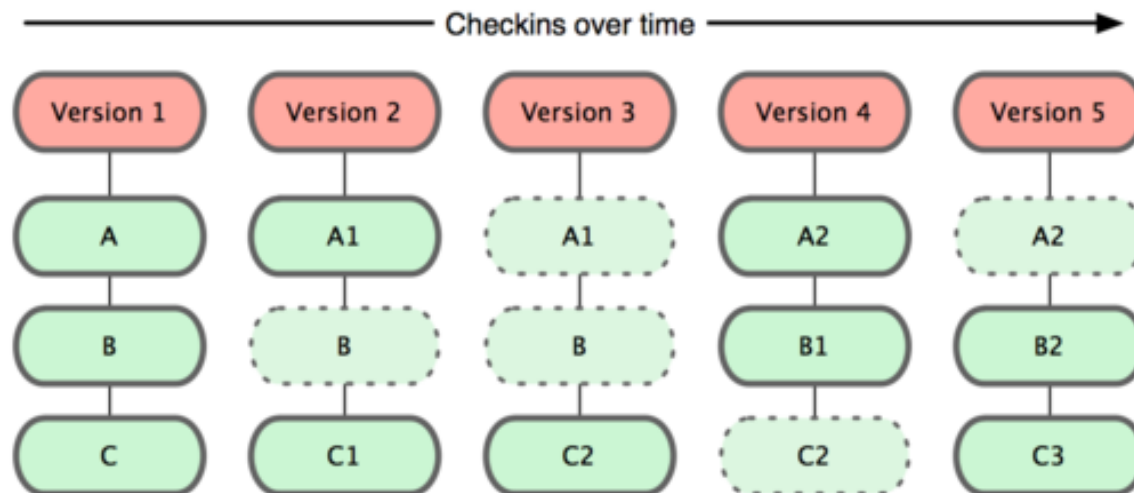 Checkins over time
Version 1 Version 2 Version 3 Version 4 Version 5
A A1 A1 A2 A2
B B B B1 B2
C C1 C2 C2 C3